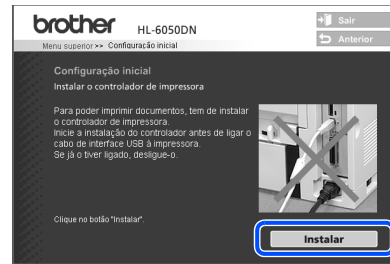 brother
HL-6050DN
Sair
Anterior
Menu superior >> Configuração inicial
Configuração inicial
Instalar o controlador de impressora
Para poder imprimir documentos, tem de instalar
o controlador de impressora.
Inicie a instalação do controlador antes de ligar o
cabo de interface USB à impressora.
Se já o tiver ligado, desligue-o.
Clique no botão "Instalar".
Instalar